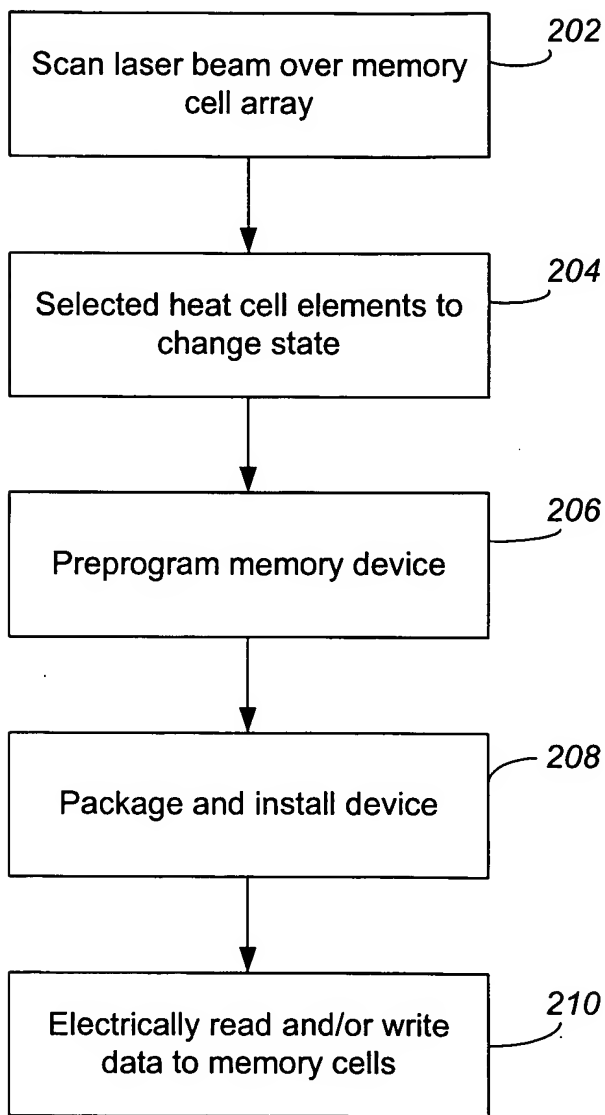 202
Scan laser beam over memory
cell array
204
Selected heat cell elements to
change state
206
Preprogram memory device
208
Package and install device
210
Electrically read and/or write
data to memory cells